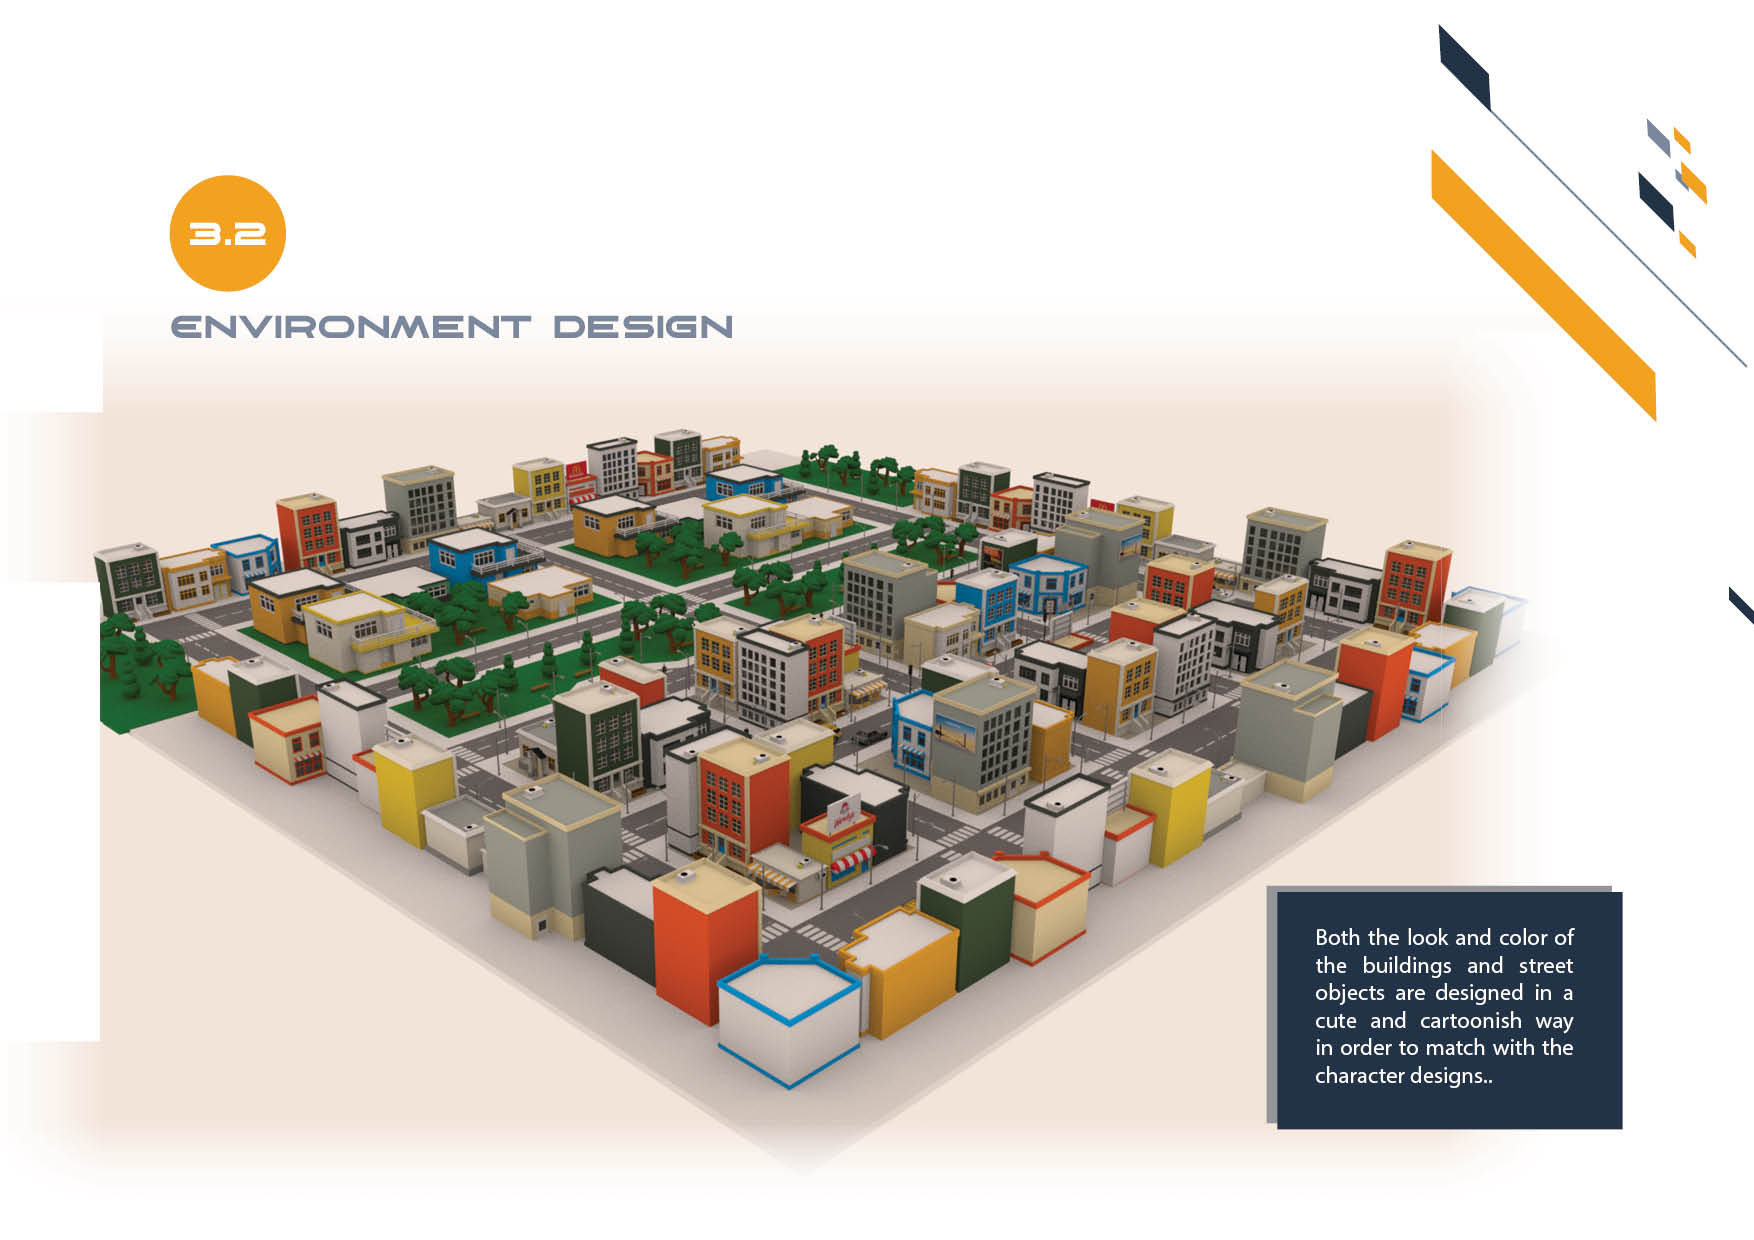 3.2
ENVIRONMENT DESIGN
Wendy's
Both the look and color of
the buildings and street
objects are designed in a
cute and cartoonish way
in order to match with the
character designs..